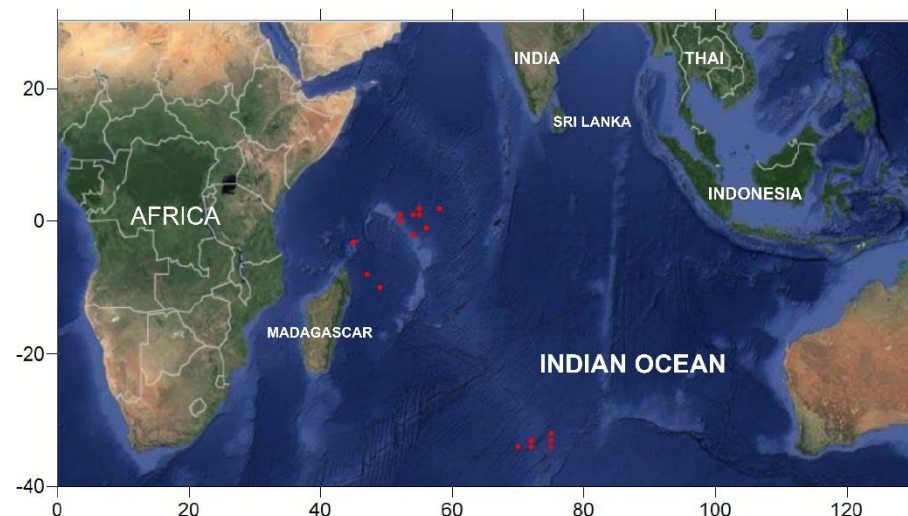 20
0
-20
-40
0
20
40
60
80
100
120
INDIA
THAI
SRI LANKA
INDONESIA
AFRICA
MADAGASCAR
INDIAN OCEAN